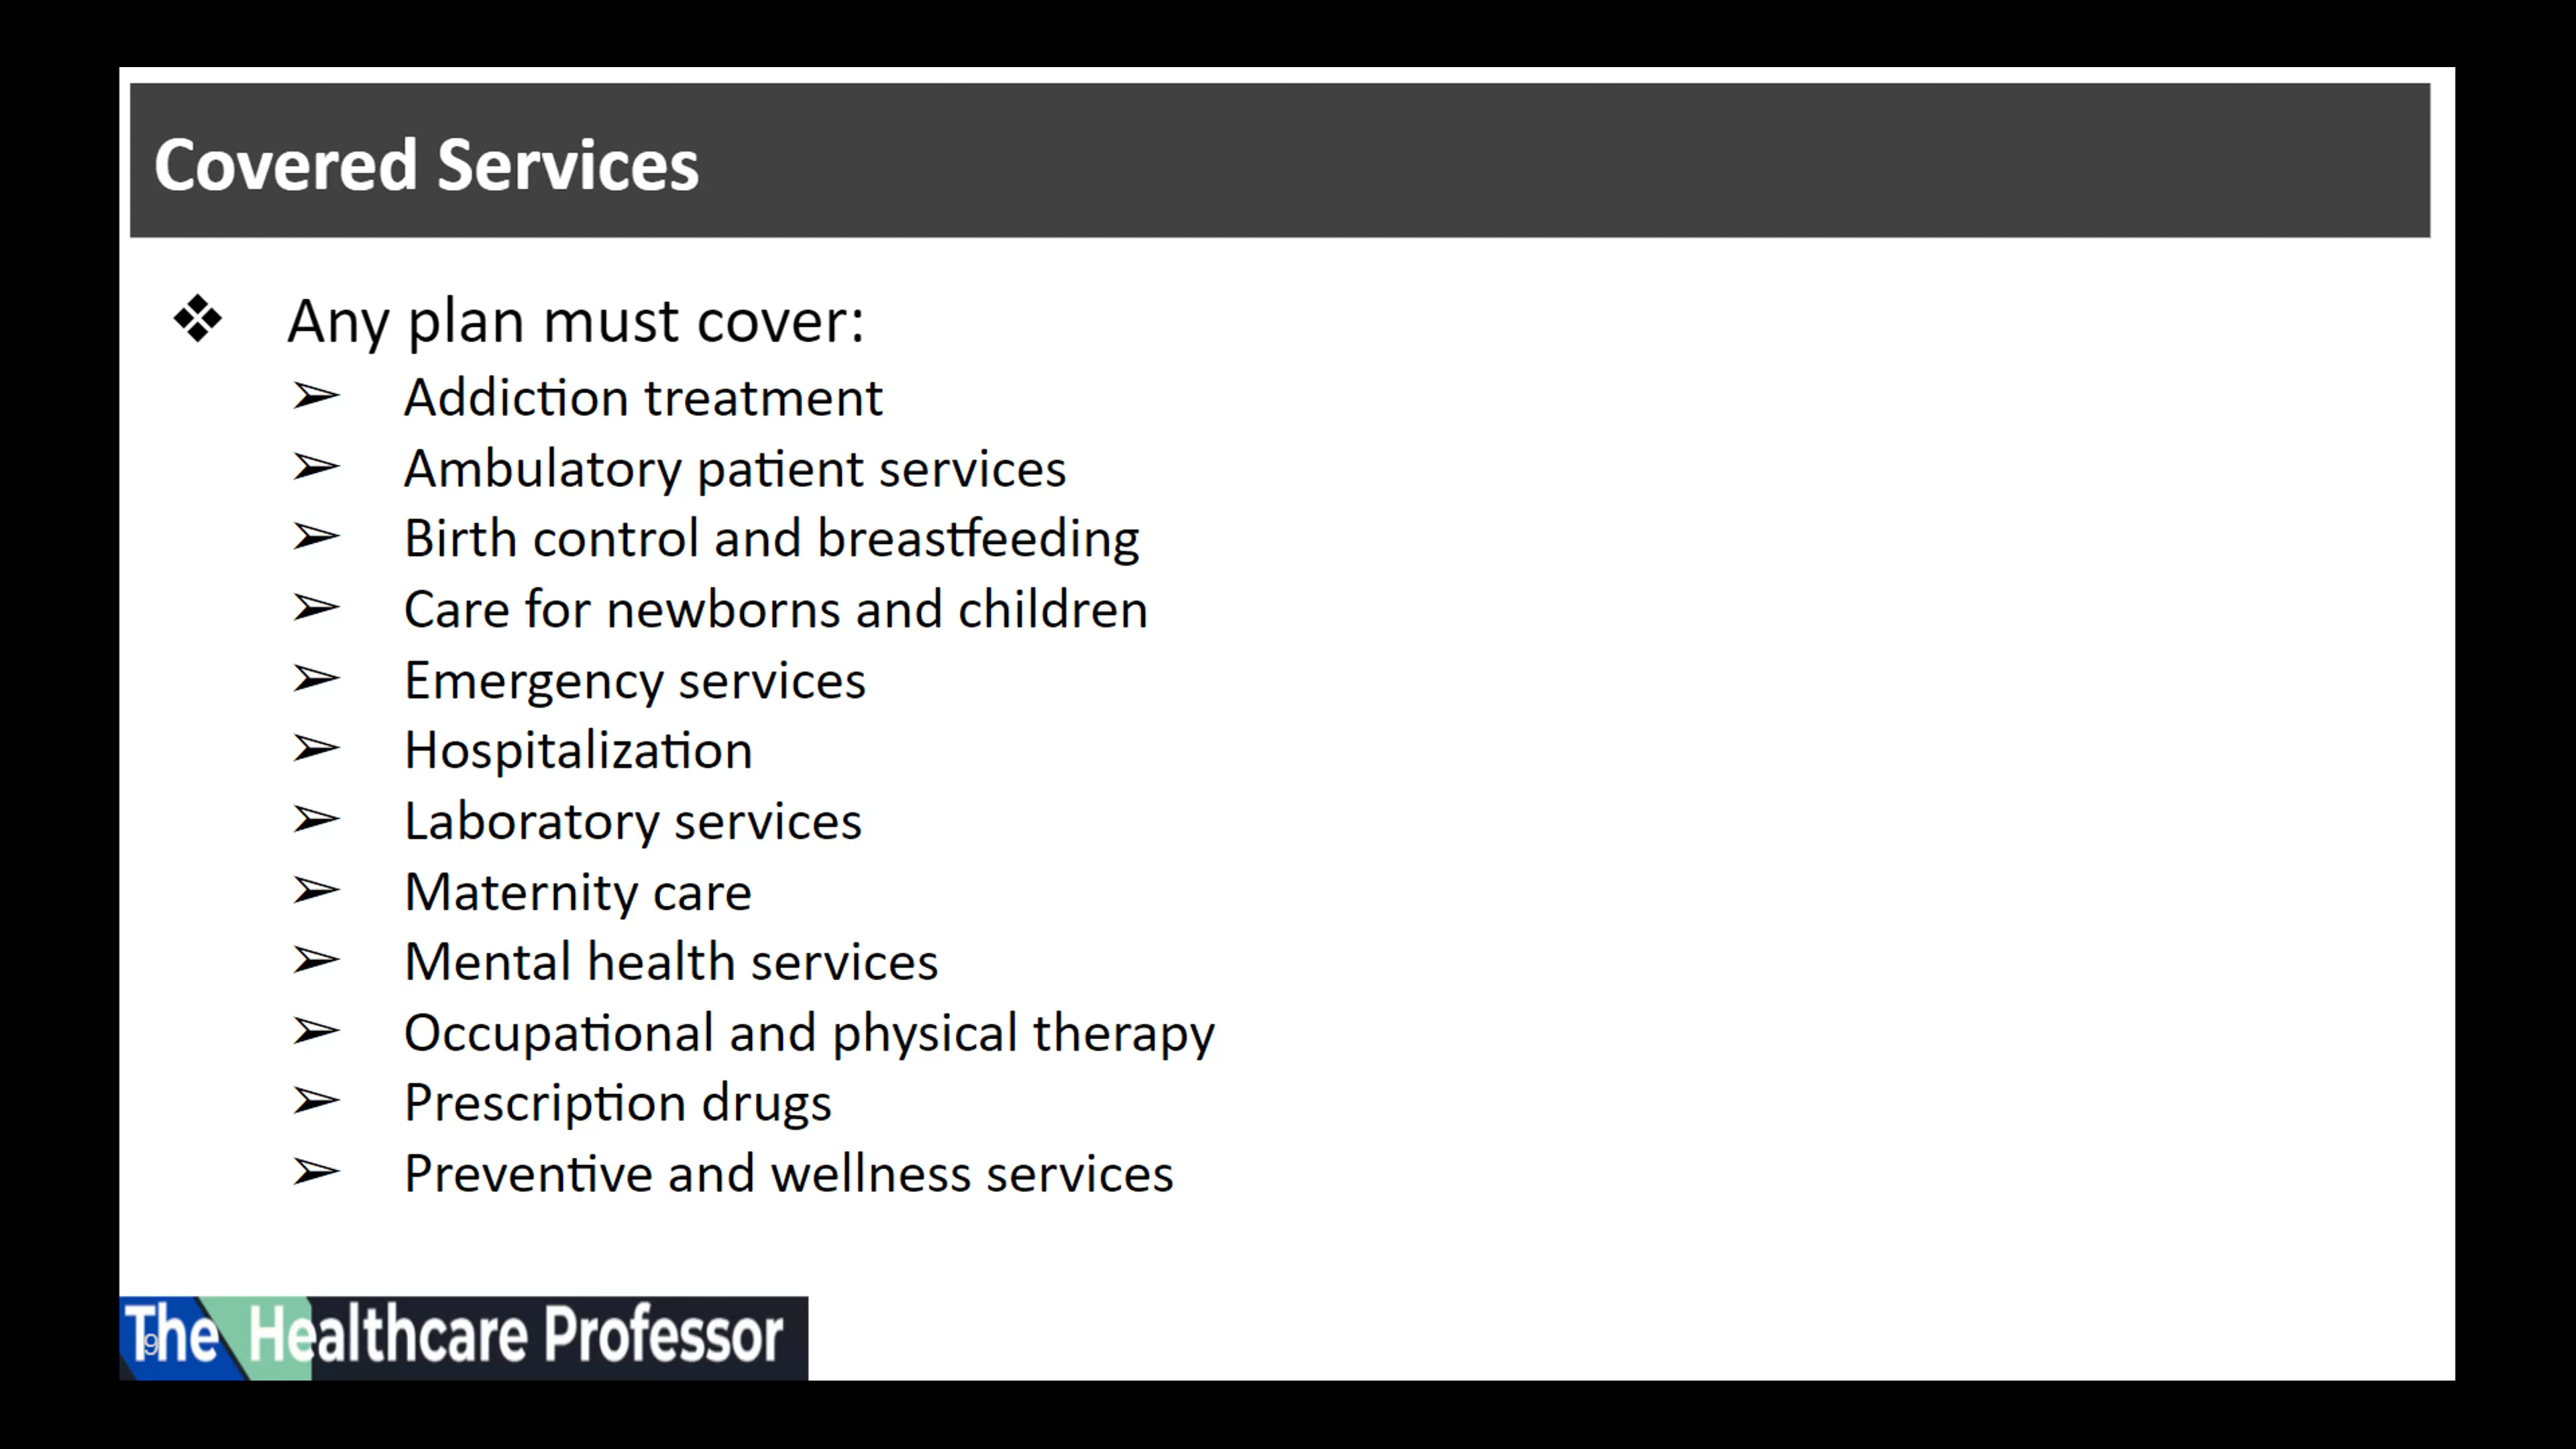 Covered Services
❖ Any plan must cover:
➢ Addiction treatment
➢ Ambulatory patient services
➢ Birth control and breastfeeding
➢ Care for newborns and children
➢ Emergency services
➢ Hospitalization
➢ Laboratory services
➢ Maternity care
➢ Mental health services
➢ Occupational and physical therapy
➢ Prescription drugs
➢ Preventive and wellness services
The Healthcare Professor
9